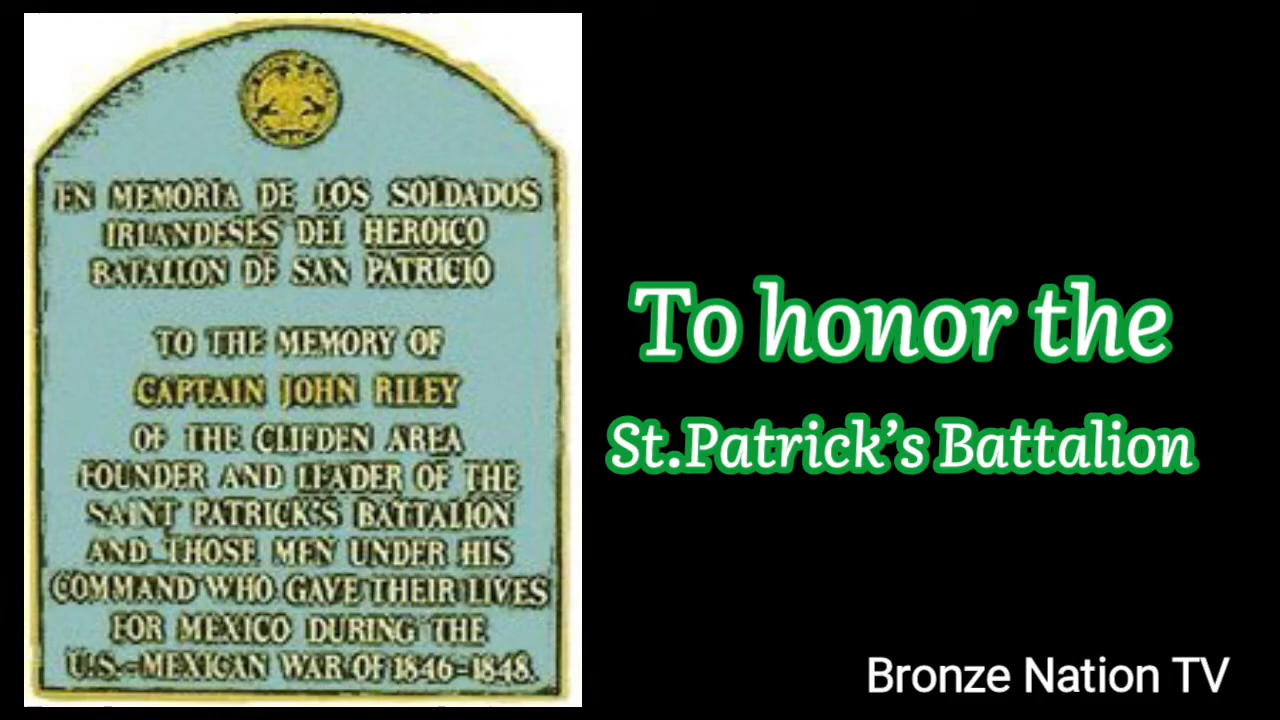 EN MEMORIA DE LOS SOLDADOS
IRLANDESES DEL HEROICO
BATALLON DE SAN PATRICIO
TO THE MEMORY OF
CAPTAIN JOHN RILEY
OF THE CLIFDEN AREA
FOUNDER AND LEADER OF THE
SAINT PATRICK'S BATTALION
AND THOSE MEN UNDER HIS
COMMAND WHO GAVE THEIR LIVES
FOR MEXICO DURING THE
U.S.-MEXICAN WAR OF 1846-1848.
To honor the
St.Patrick’s Battalion
Bronze Nation TV